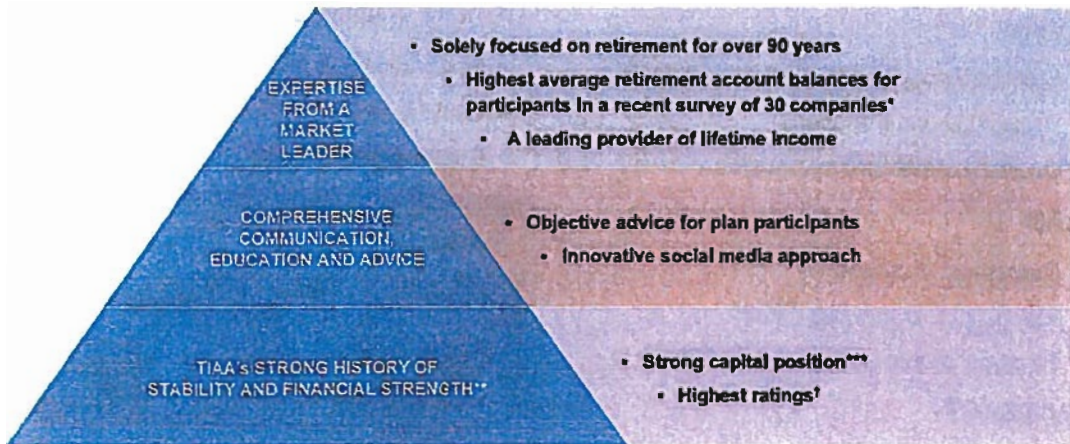 EXPERTISE
FROM A
MARKET
LEADER
▪ Solely focused on retirement for over 90 years
▪ Highest average retirement account balances for
participants in a recent survey of 30 companies*
▪ A leading provider of lifetime income
COMPREHENSIVE
COMMUNICATION,
EDUCATION AND ADVICE
▪ Objective advice for plan participants
▪ Innovative social media approach
TIAA's STRONG HISTORY OF
STABILITY AND FINANCIAL STRENGTH**
▪ Strong capital position***
▪ Highest ratings†